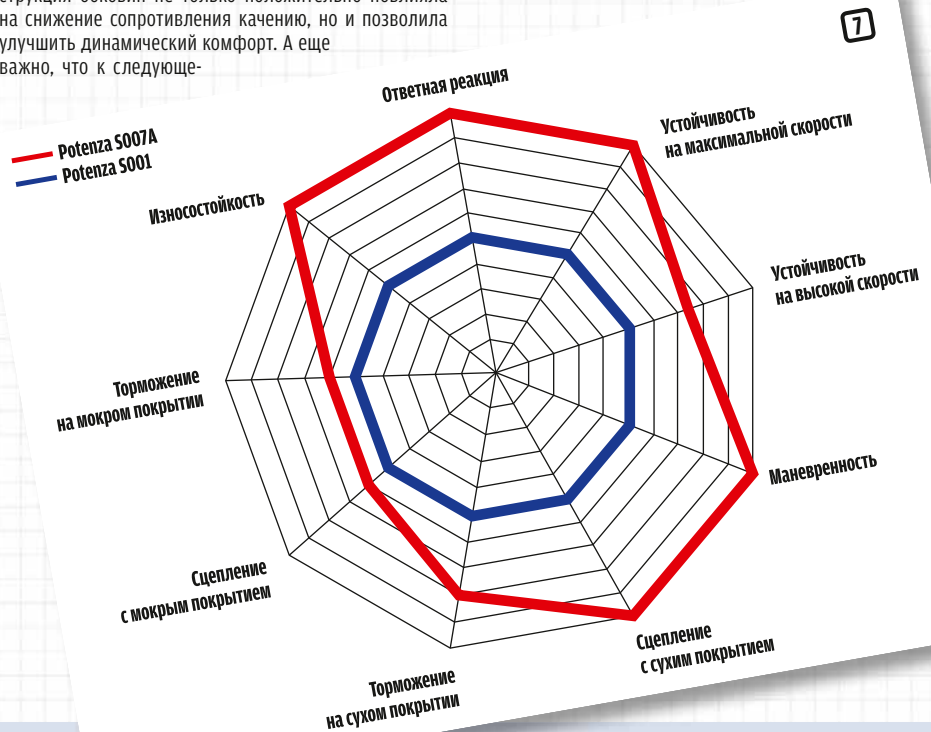 на снижение сопротивления качению, но и позволила
улучшить динамический комфорт. А еще
важно, что к следующе-
7
Potenza S007A
Potenza S001
Ответная реакция
Устойчивость
на максимальной скорости
Износостойкость
Устойчивость
на высокой скорости
Торможение
на мокром покрытии
Маневренность
Сцепление
с мокрым покрытием
Сцепление
с сухим покрытием
Торможение
на сухом покрытии